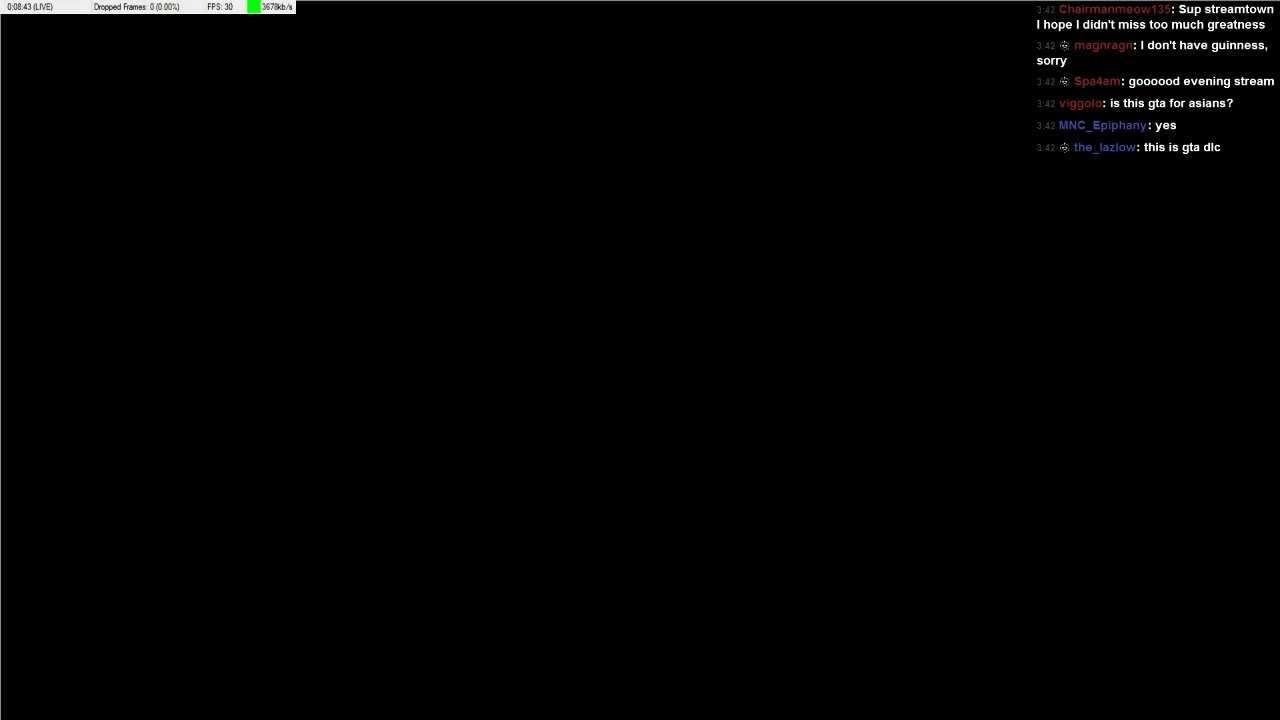 0:08:43 (LIVE) Dropped Frames: 0 (0.00%) FPS: 30 3678kb/s
3:42 Chairmanmeow135: Sup streamtown
I hope I didn't miss too much greatness
3:42 magnragn: I don't have guinness,
sorry
3:42 Spa4am: goooood evening stream
3:42 viggolo: is this gta for asians?
3:42 MNC_Epiphany: yes
3:42 the_lazlow: this is gta dlc